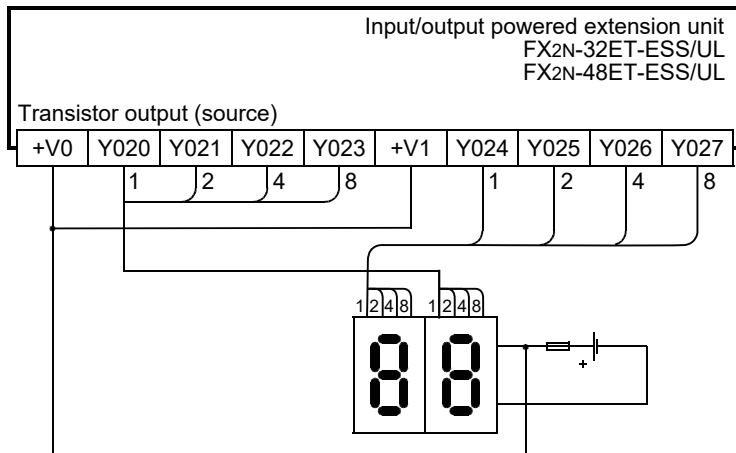 Input/output powered extension unit
FX2N-32ET-ESS/UL
FX2N-48ET-ESS/UL
Transistor output (source)
+V0 Y020 Y021 Y022 Y023 +V1 Y024 Y025 Y026 Y027
1 2 4 8 1 2 4 8
1 2 4 8 1 2 4 8
8 8
+